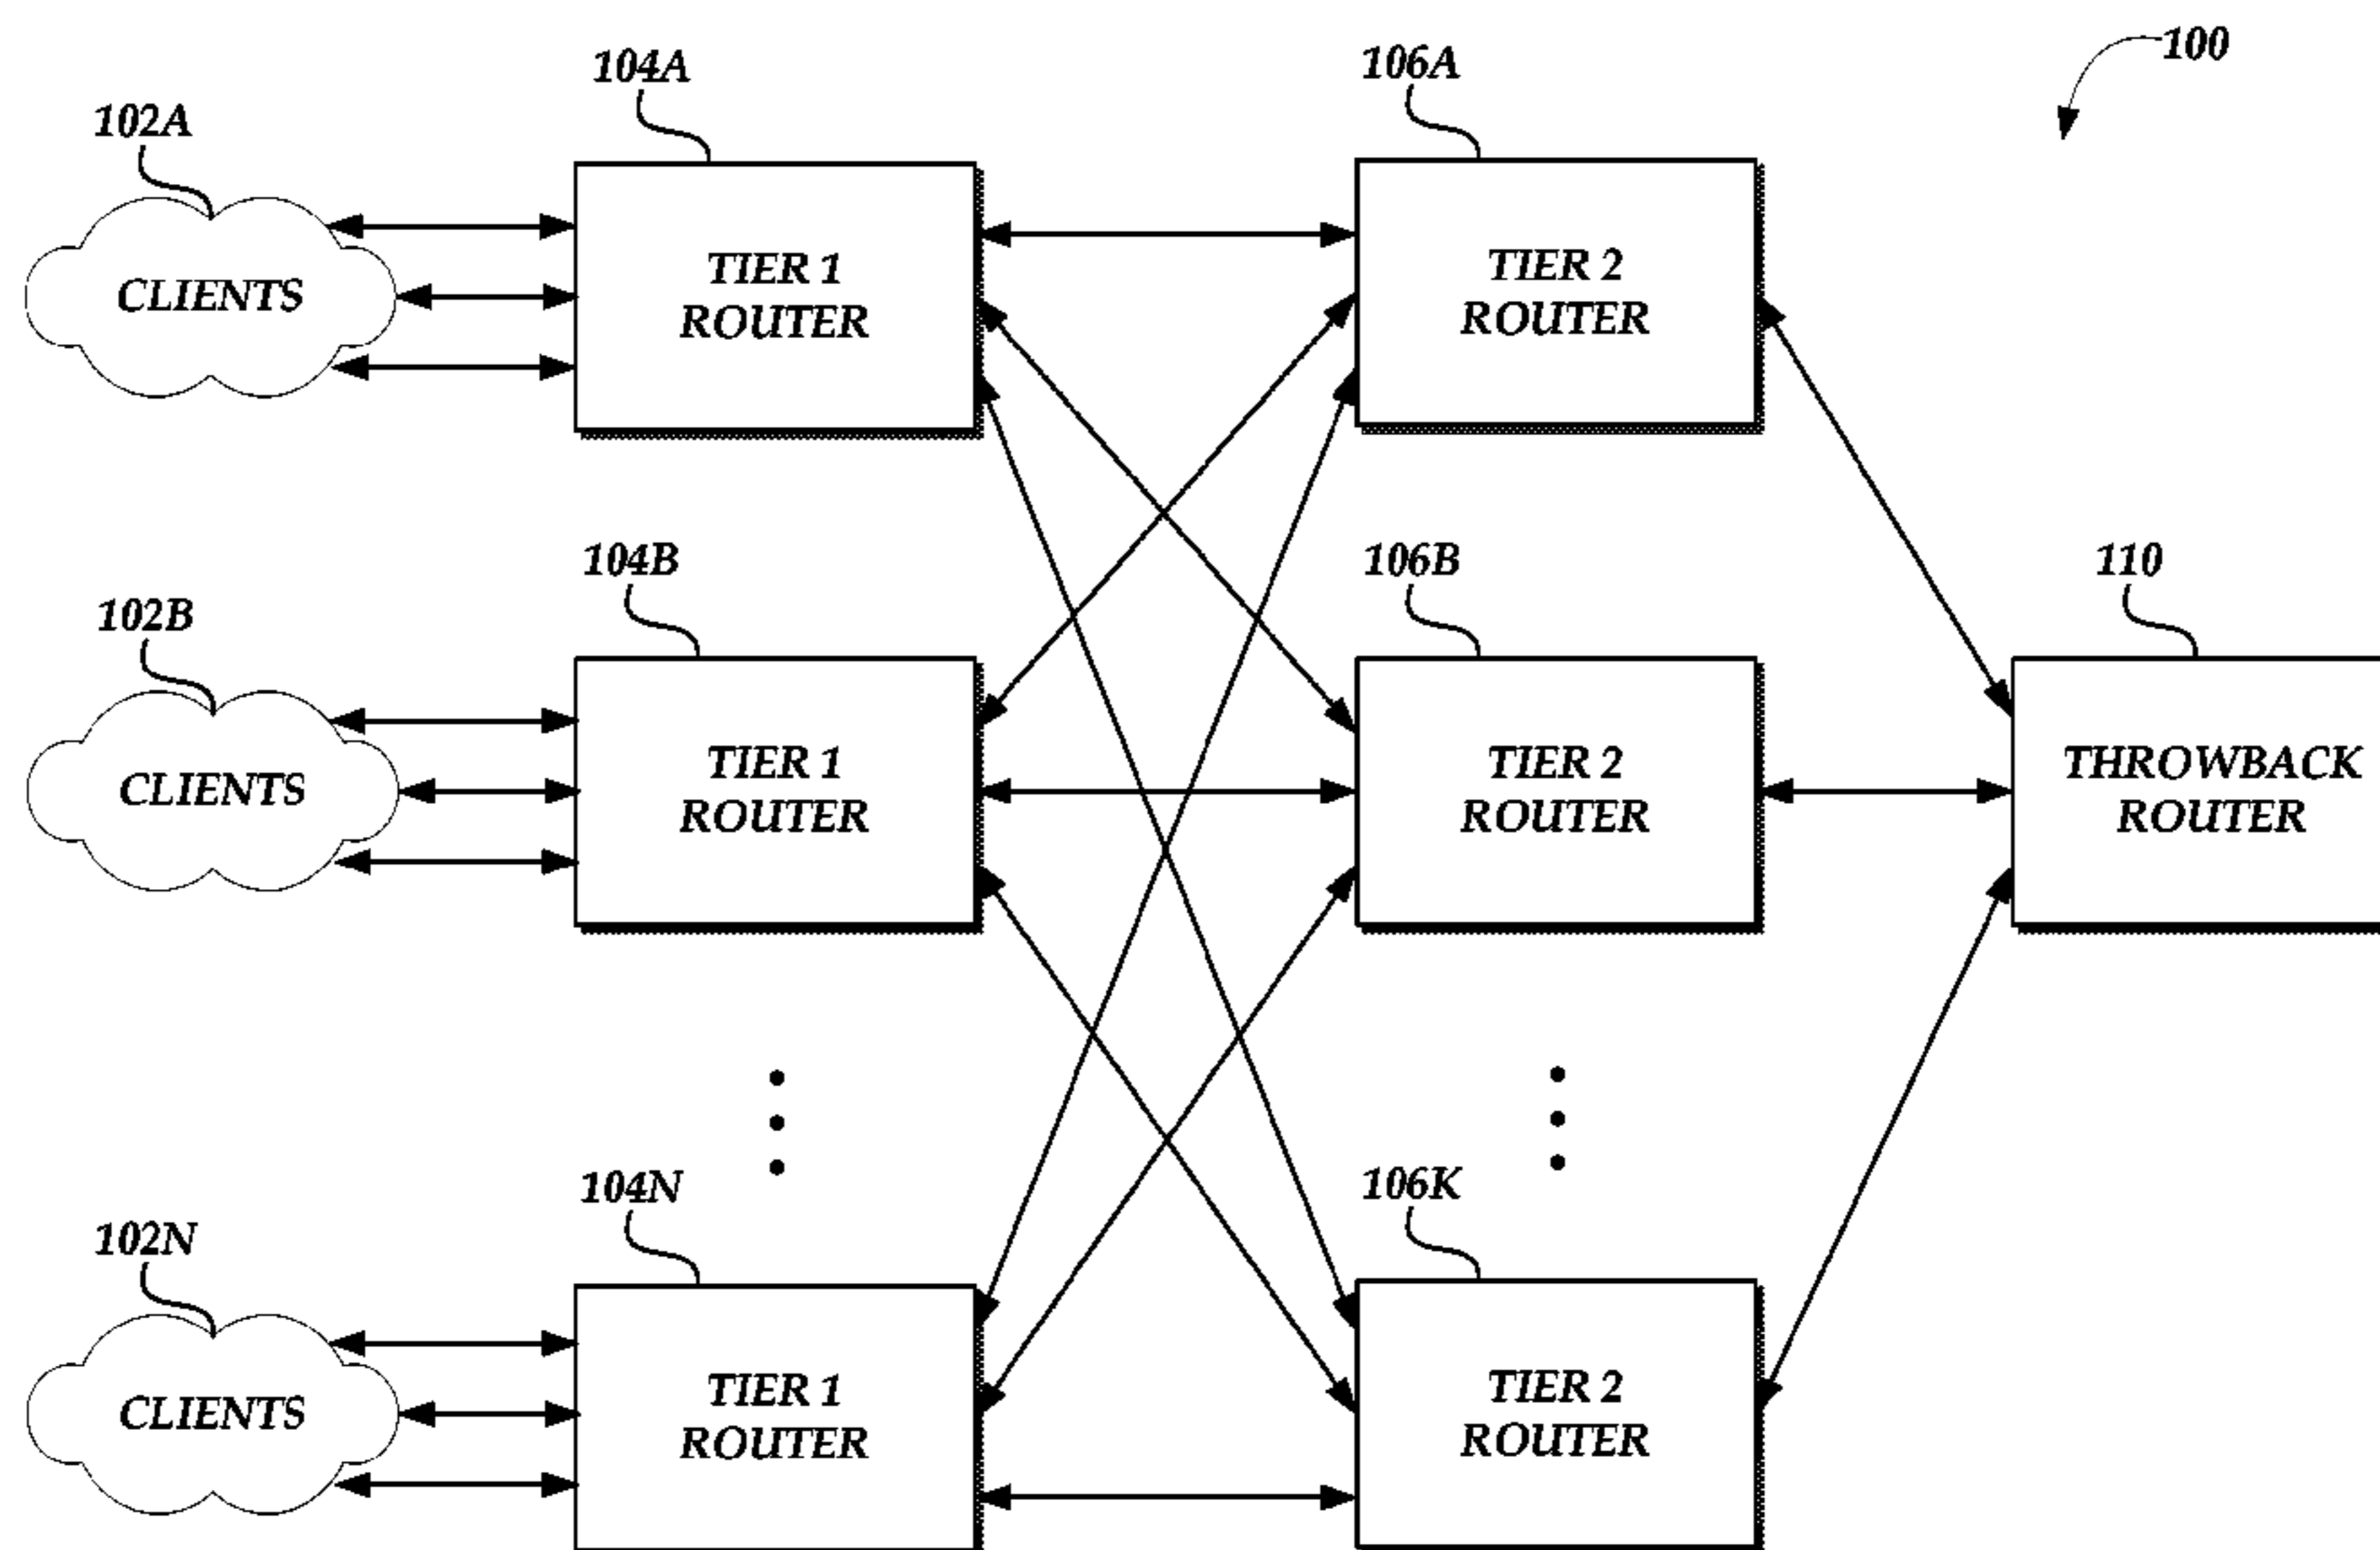 100
104A
106A
102A
CLIENTS
TIER 1
ROUTER
TIER 2
ROUTER
104B
106B
110
102B
CLIENTS
TIER 1
ROUTER
TIER 2
ROUTER
THROWBACK
ROUTER
104N
106K
102N
CLIENTS
TIER 1
ROUTER
TIER 2
ROUTER